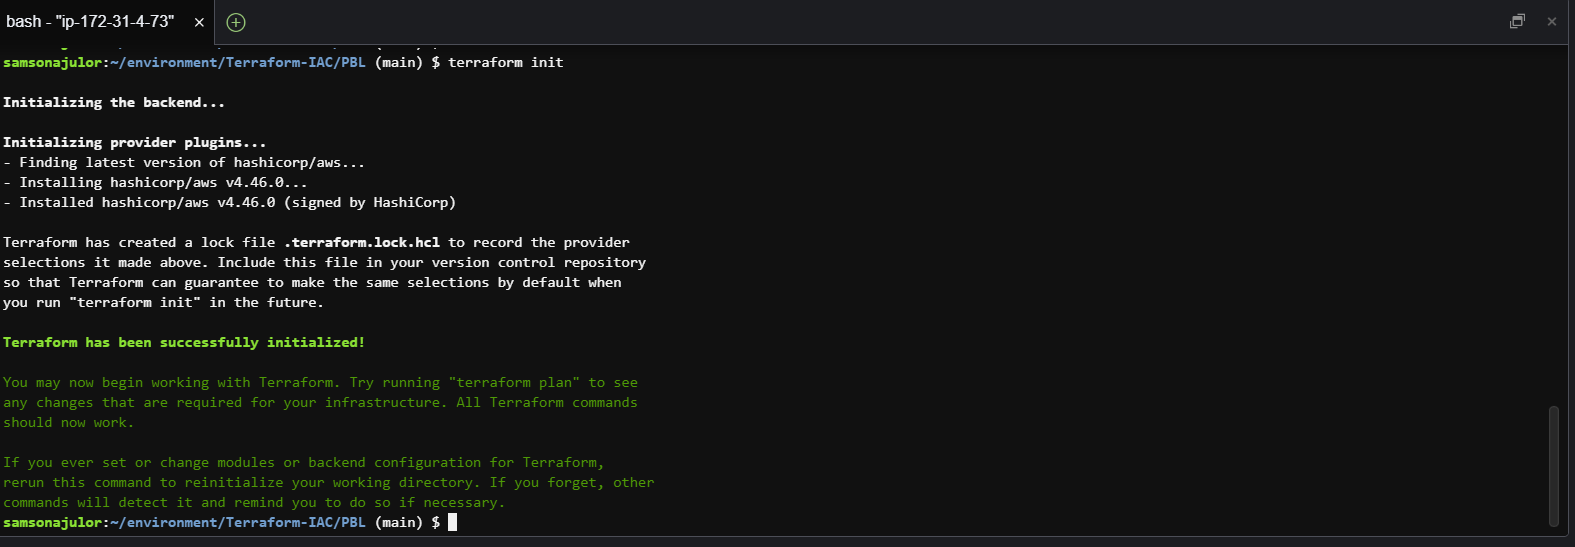 bash - "ip-172-31-4-73"
samsonajulor:~/environment/Terraform-IAC/PBL (main) $ terraform init
Initializing the backend...
Initializing provider plugins...
- Finding latest version of hashicorp/aws...
- Installing hashicorp/aws v4.46.0...
- Installed hashicorp/aws v4.46.0 (signed by HashiCorp)
Terraform has created a lock file .terraform.lock.hcl to record the provider
selections it made above. Include this file in your version control repository
so that Terraform can guarantee to make the same selections by default when
you run "terraform init" in the future.
Terraform has been successfully initialized!
You may now begin working with Terraform. Try running "terraform plan" to see
any changes that are required for your infrastructure. All Terraform commands
should now work.
If you ever set or change modules or backend configuration for Terraform,
rerun this command to reinitialize your working directory. If you forget, other
commands will detect it and remind you to do so if necessary.
samsonajulor:~/environment/Terraform-IAC/PBL (main) $